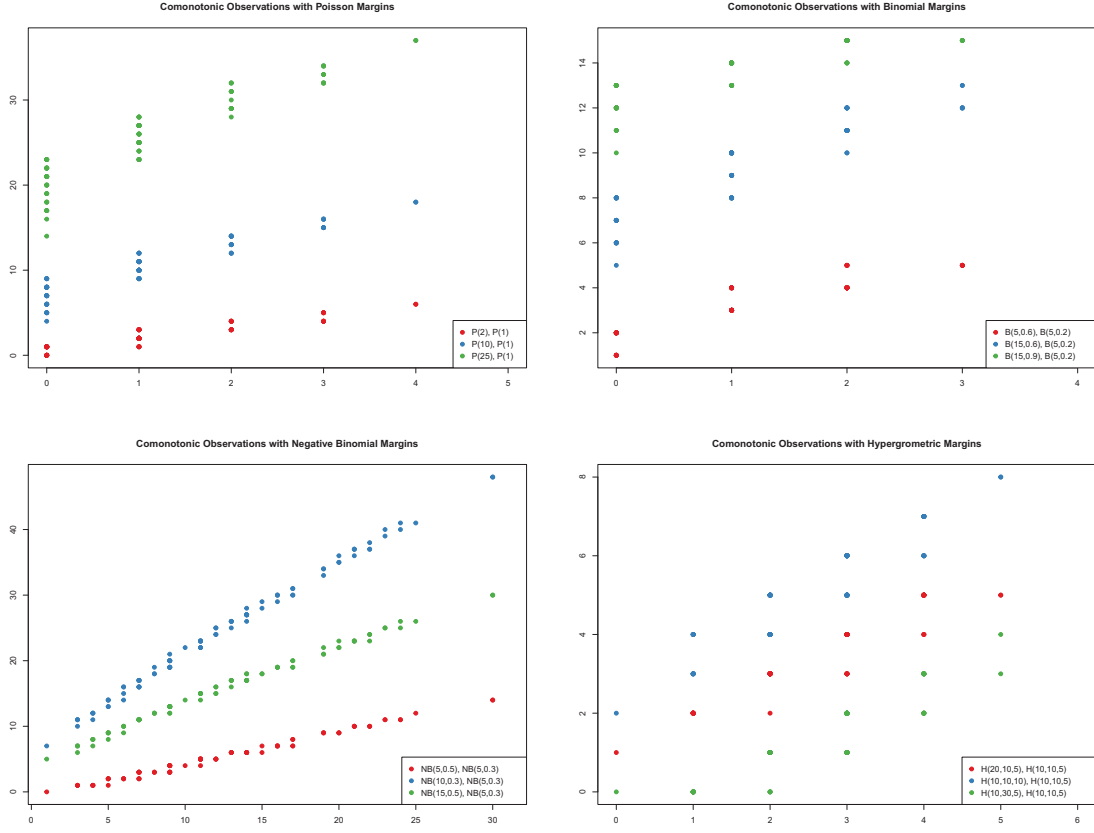 Comonotonic Observations with Poisson Margins
30
20
10
0
0 1 2 3 4 5
P(2), P(1)
P(10), P(1)
P(25), P(1)
Comonotonic Observations with Binomial Margins
14
12
10
8
6
4
2
0 1 2 3 4
B(5,0.6), B(5,0.2)
B(15,0.6), B(5,0.2)
B(15,0.9), B(5,0.2)
Comonotonic Observations with Negative Binomial Margins
40
30
20
10
0
0 5 10 15 20 25 30
NB(5,0.5), NB(5,0.3)
NB(10,0.3), NB(5,0.3)
NB(15,0.5), NB(5,0.3)
Comonotonic Observations with Hypergrometric Margins
8
6
4
2
0
0 1 2 3 4 5 6
H(20,10,5), H(10,10,5)
H(10,10,10), H(10,10,5)
H(10,30,5), H(10,10,5)